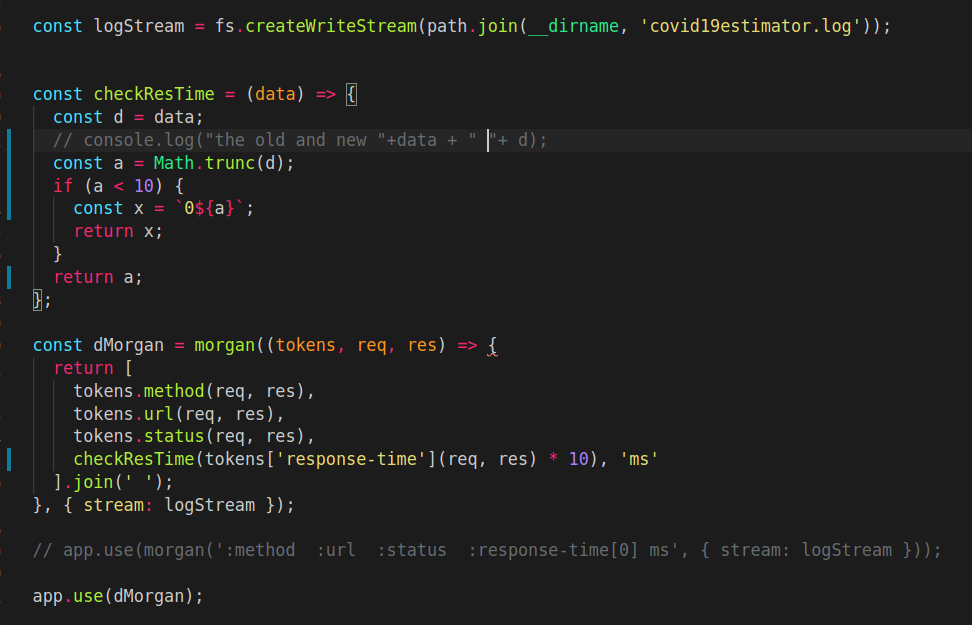 const logStream = fs.createWriteStream(path.join(__dirname, 'covid19estimator.log'));
const checkResTime = (data) => {
const d = data;
// console.log("the old and new "+data + " "+ d);
const a = Math.trunc(d);
if (a < 10) {
const x = `0${a}`;
return x;
}
return a;
};
const dMorgan = morgan((tokens, req, res) => {
return [
tokens.method(req, res),
tokens.url(req, res),
tokens.status(req, res),
checkResTime(tokens['response-time'](req, res) * 10), 'ms'
].join(' ');
}, { stream: logStream });
// app.use(morgan(':method  :url  :status  :response-time[0] ms', { stream: logStream }));
app.use(dMorgan);